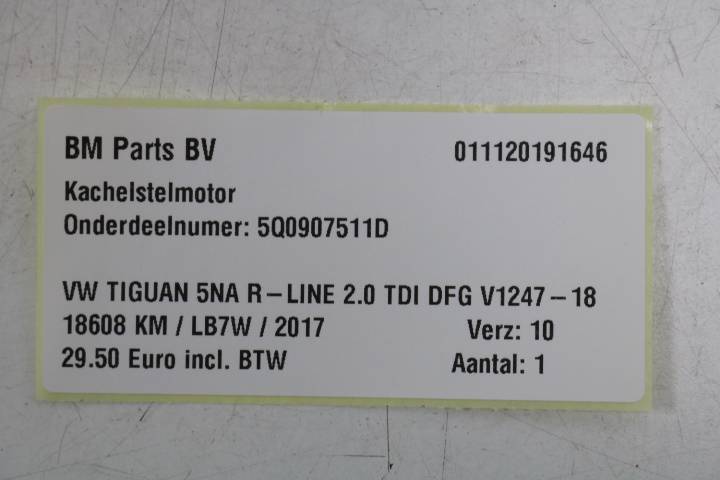 BM Parts BV 011120191646
Kachelstelmotor
Onderdeelnumer: 5Q0907511D
VW TIGUAN 5NA R-LINE 2.0 TDI DFG V1247-18
18608 KM / LB7W / 2017 Verz: 10
29.50 Euro incl. BTW Aantal: 1